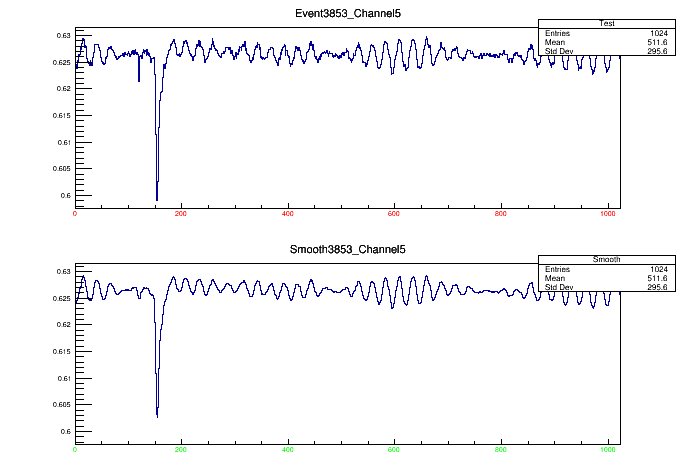 Event3853_Channel5
Test
Entries 1024
Mean 511.6
Std Dev 295.6
0.63
0.625
0.62
0.615
0.61
0.605
0.6
0 200 400 600 800 1000
Smooth3853_Channel5
Smooth
Entries 1024
Mean 511.6
Std Dev 295.6
0.63
0.625
0.62
0.615
0.61
0.605
0.6
0 200 400 600 800 1000